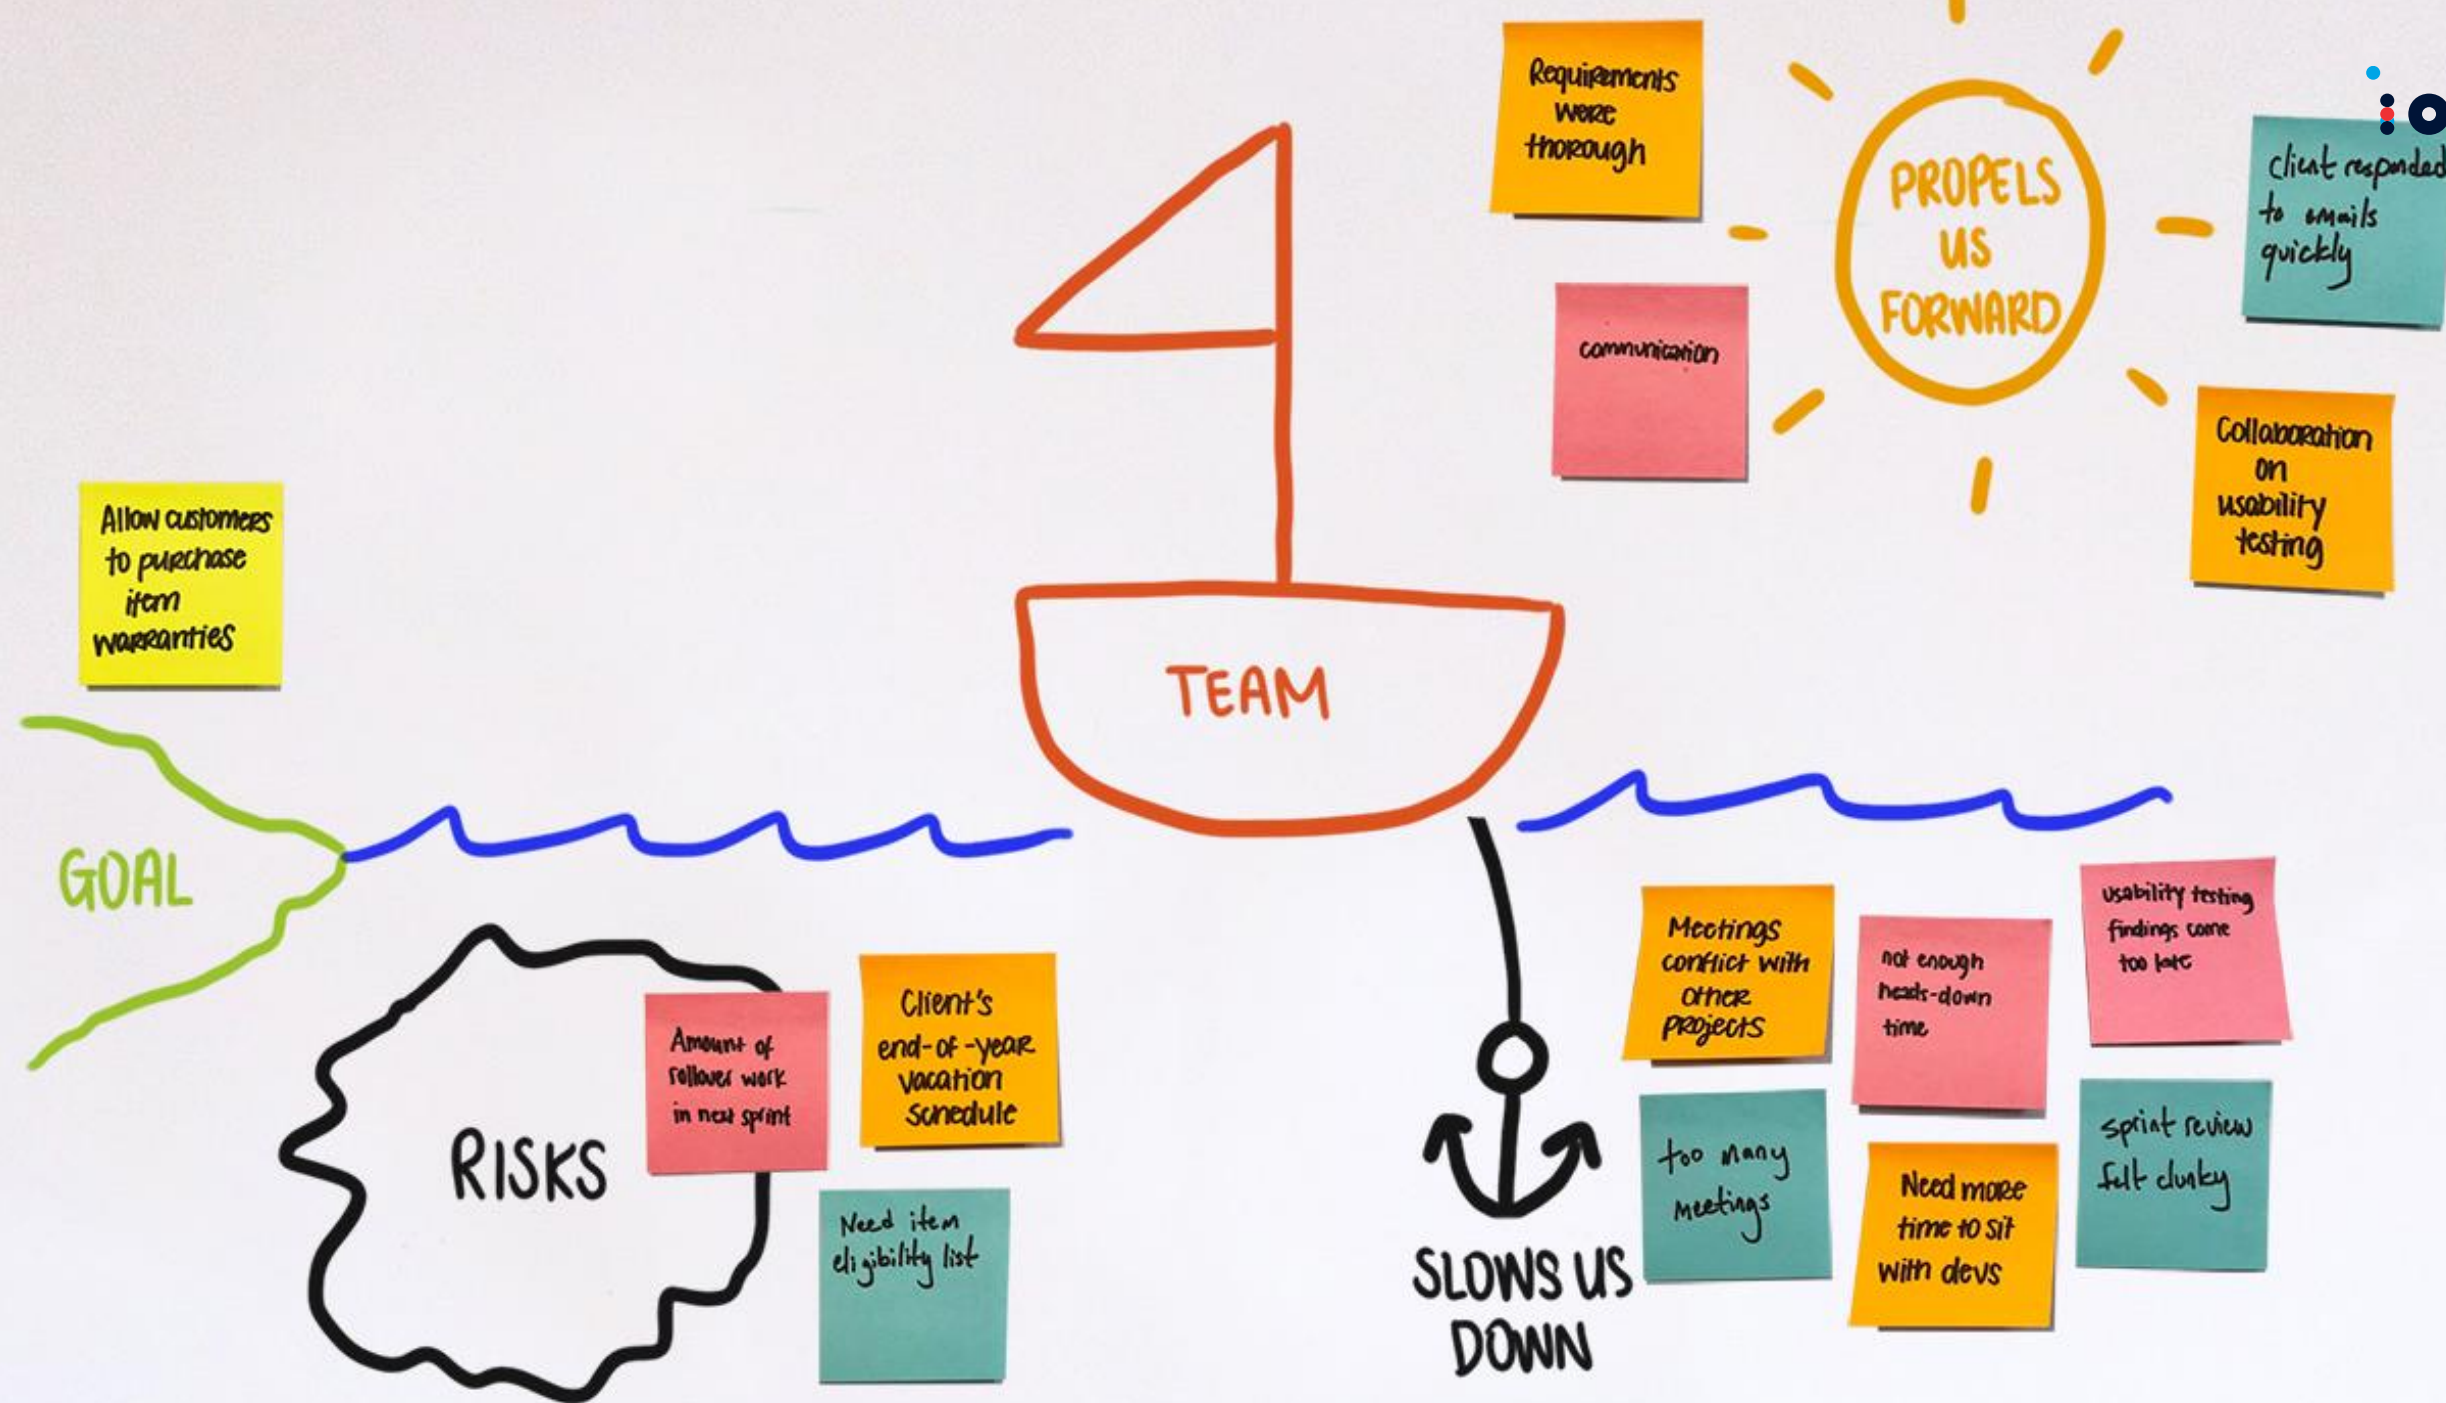 Requirements
were
thorough
PROPELS
US
FORWARD
client responded
to emails
quickly
communication
Collaboration
on
usability
testing
Allow customers
to purchase
item
warranties
TEAM
GOAL
RISKS
Amount of
rollover work
in next sprint
Client's
end-of-year
vacation
schedule
Need item
eligibility list
SLOWS US
DOWN
Meetings
conflict with
other
projects
not enough
heads-down
time
usability testing
findings come
too late
too many
meetings
Need more
time to sit
with devs
sprint review
felt clunky